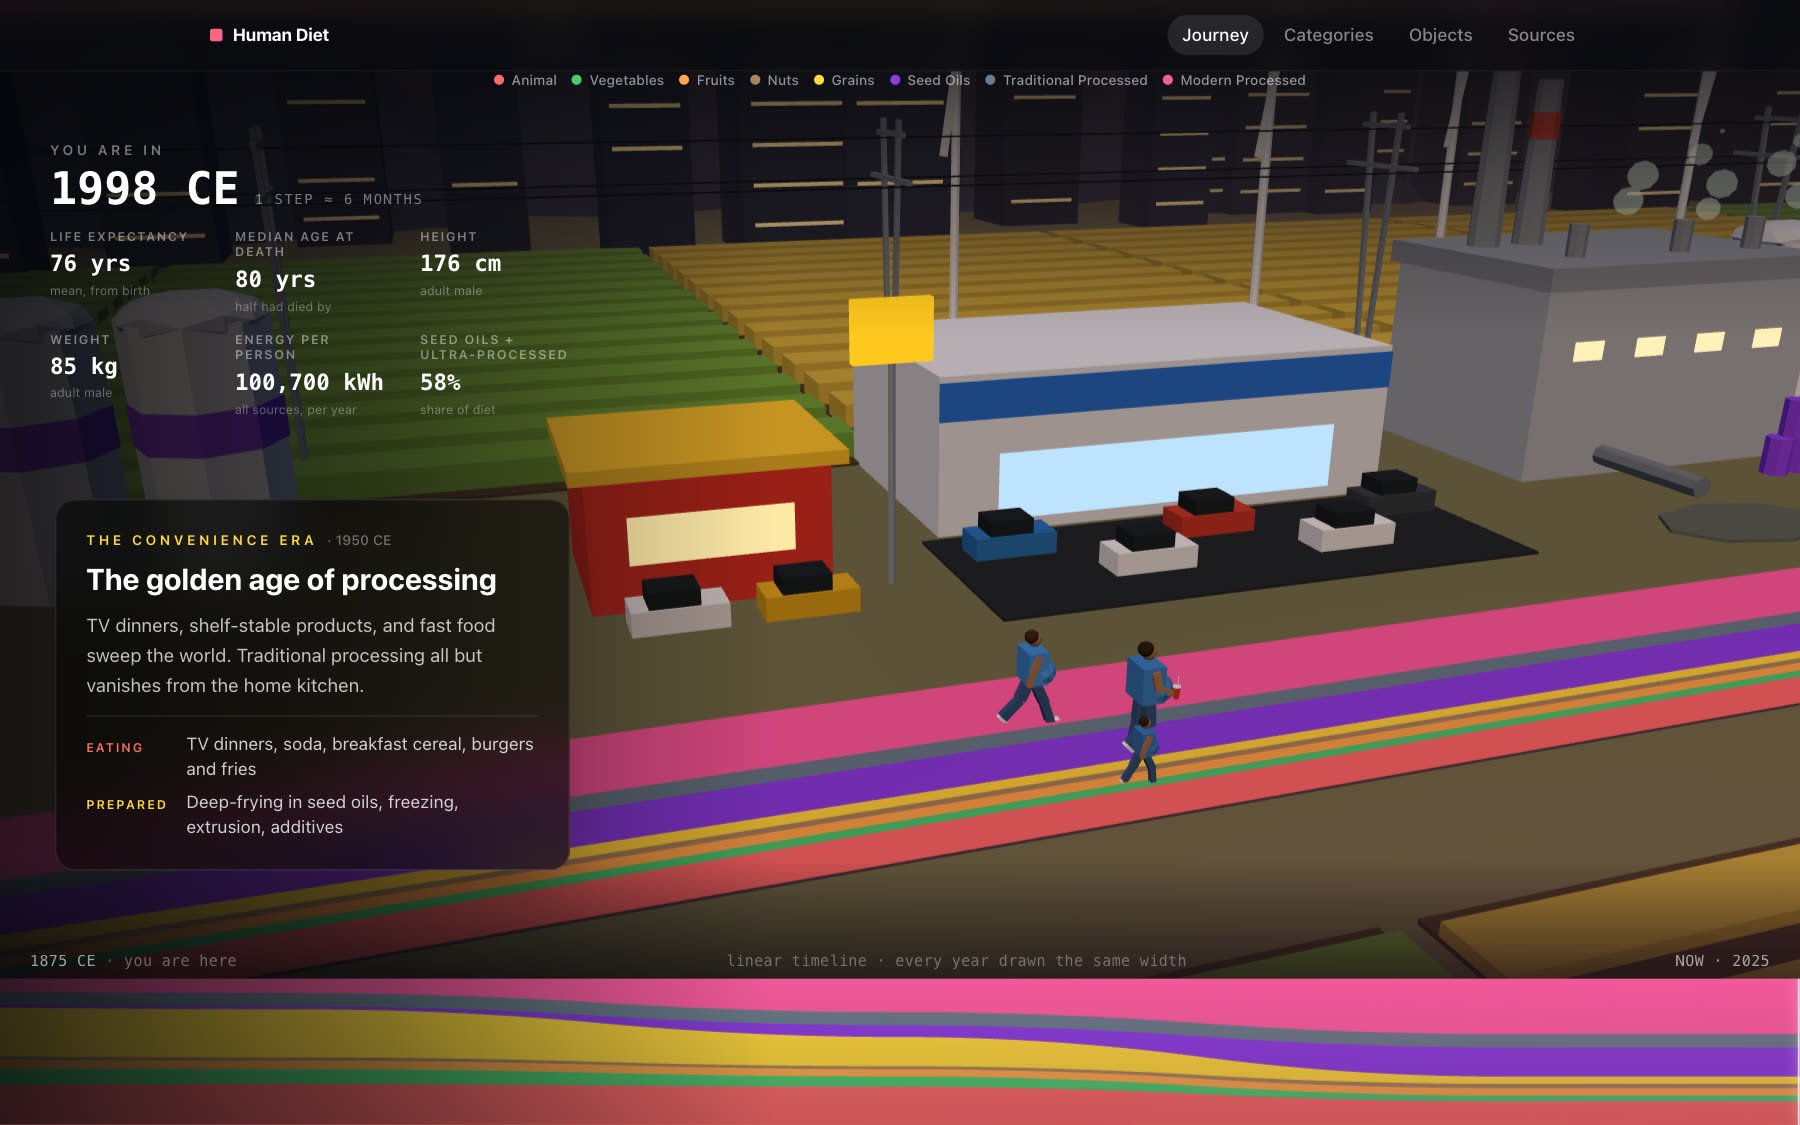 Human Diet
Journey
Categories
Objects
Sources
Animal
Vegetables
Fruits
Nuts
Grains
Seed Oils
Traditional Processed
Modern Processed
YOU ARE IN
1998 CE 1 STEP ≈ 6 MONTHS
LIFE EXPECTANCY
76 yrs
mean, from birth
MEDIAN AGE AT
DEATH
80 yrs
half had died by
HEIGHT
176 cm
adult male
WEIGHT
85 kg
adult male
ENERGY PER
PERSON
100,700 kWh
all sources, per year
SEED OILS +
ULTRA-PROCESSED
58%
share of diet
THE CONVENIENCE ERA · 1950 CE
The golden age of processing
TV dinners, shelf-stable products, and fast food
sweep the world. Traditional processing all but
vanishes from the home kitchen.
EATING
TV dinners, soda, breakfast cereal, burgers
and fries
PREPARED
Deep-frying in seed oils, freezing,
extrusion, additives
1875 CE · you are here
linear timeline · every year drawn the same width
NOW · 2025